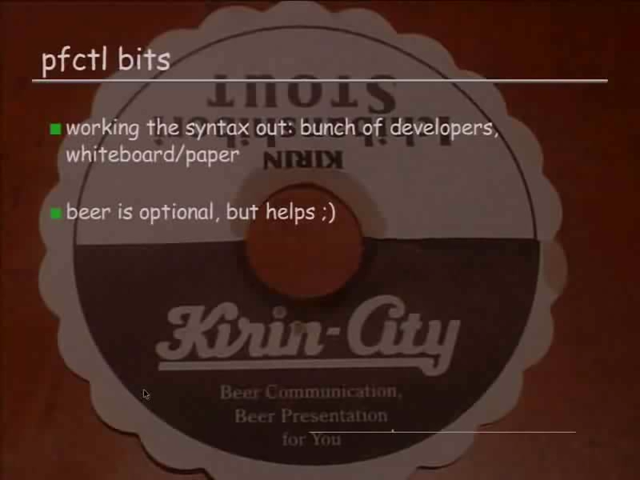 pfctl bits
working the syntax out: bunch of developers,
whiteboard/paper
beer is optional, but helps ;)
STOUT
Ichibanshibori
KIRIN
Kirin-City
Beer Communication,
Beer Presentation
for You